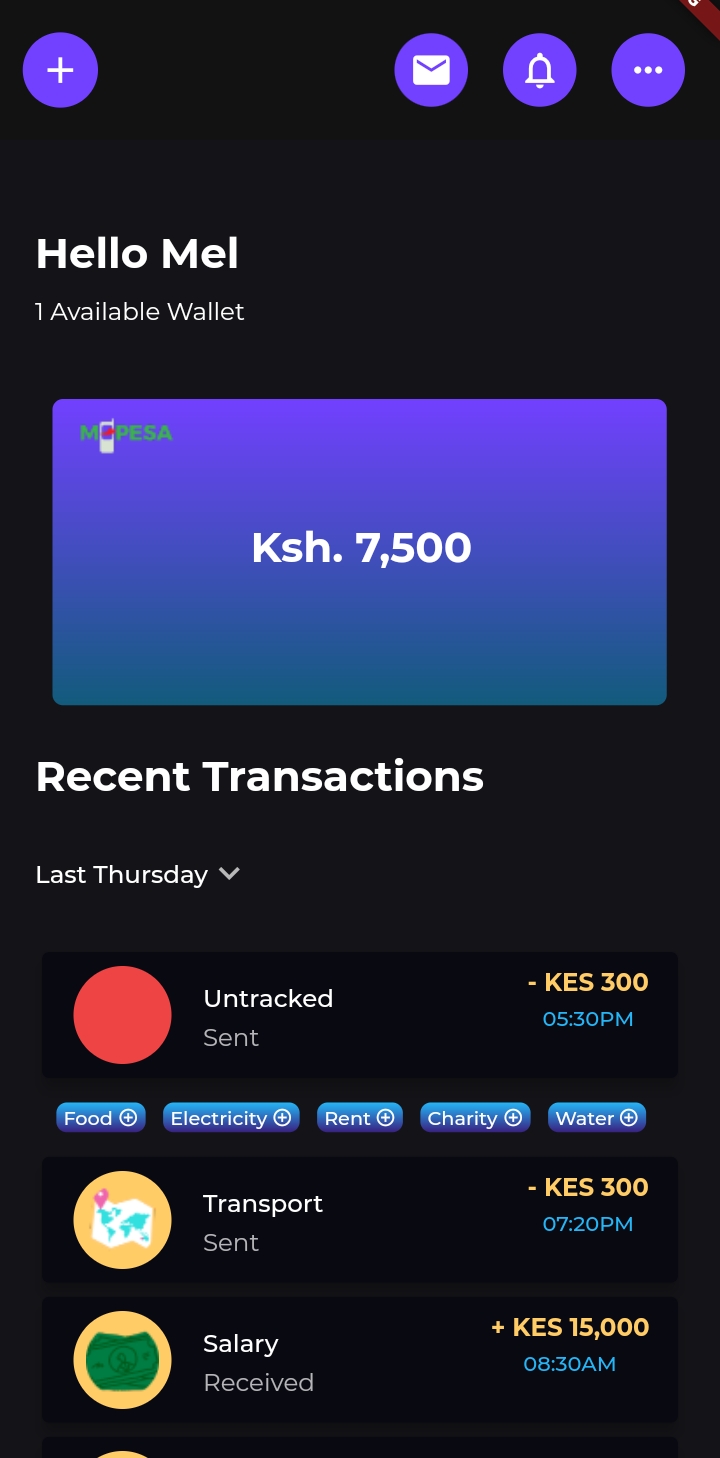 Hello Mel
1 Available Wallet
M PESA
Ksh. 7,500
Recent Transactions
Last Thursday
Untracked
Sent
- KES 300
05:30PM
Food
Electricity
Rent
Charity
Water
Transport
Sent
- KES 300
07:20PM
Salary
Received
+ KES 15,000
08:30AM